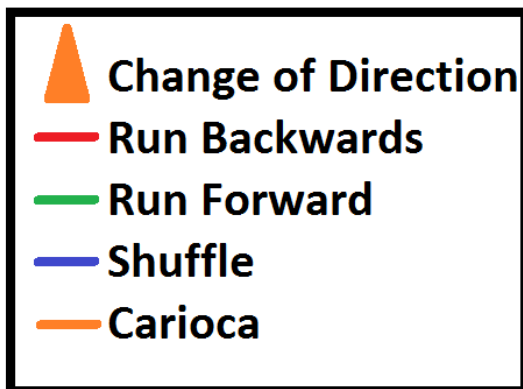 Change of Direction
Run Backwards
Run Forward
Shuffle
Carioca